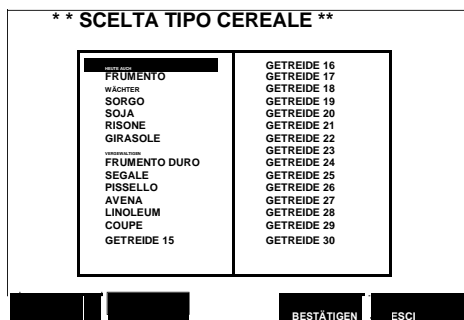 * * SCELTA TIPO CEREALE **
HEUTE AUCH
FRUMENTO
WÄCHTER
SORGO
SOJA
RISONE
GIRASOLE
VERGEWALTIGEN
FRUMENTO DURO
SEGALE
PISSELLO
AVENA
LINOLEUM
COUPE
GETREIDE 15
GETREIDE 16
GETREIDE 17
GETREIDE 18
GETREIDE 19
GETREIDE 20
GETREIDE 21
GETREIDE 22
GETREIDE 23
GETREIDE 24
GETREIDE 25
GETREIDE 26
GETREIDE 27
GETREIDE 28
GETREIDE 29
GETREIDE 30
BESTÄTIGEN ESCI